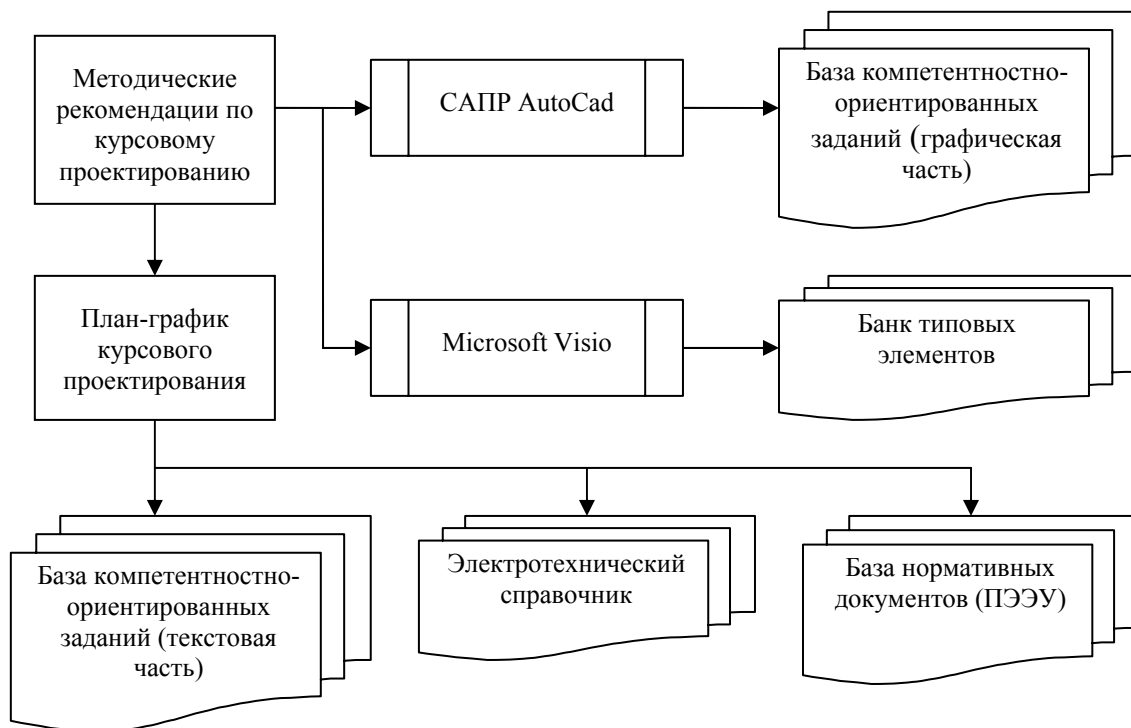 Методические
рекомендации по
курсовому
проектированию
САПР AutoCad
База компетентностно-
ориентированных
заданий (графическая
часть)
План-график
курсового
проектирования
Microsoft Visio
Банк типовых
элементов
База компетентностно-
ориентированных
заданий (текстовая
часть)
Электротехнический
справочник
База нормативных
документов (ПЭЭУ)